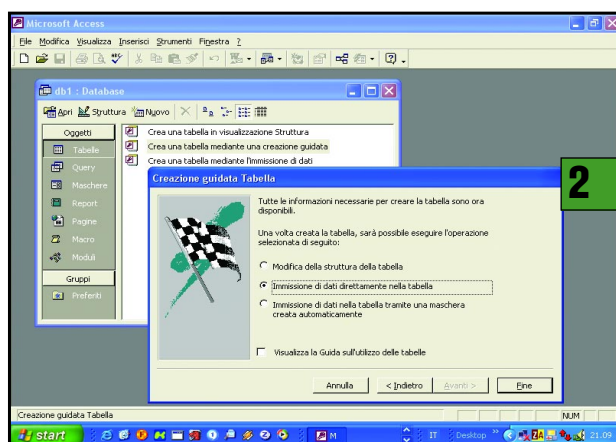 Microsoft Access
File Modifica Visualizza Inserisci Strumenti Finestra ?
db1 : Database
Apri Struttura Nuovo
Oggetti
Tabelle
Query
Maschere
Report
Pagine
Macro
Moduli
Gruppi
Preferiti
Crea una tabella in visualizzazione Struttura
Crea una tabella mediante una creazione guidata
Crea una tabella mediante l'immissione di dati
Creazione guidata Tabella
Tutte le informazioni necessarie per creare la tabella sono ora
disponibili.
Una volta creata la tabella, sarà possibile eseguire l'operazione
selezionata di seguito:
Modifica della struttura della tabella
Immissione di dati direttamente nella tabella
Immissione di dati nella tabella tramite una maschera
creata automaticamente
Visualizza la Guida sull'utilizzo delle tabelle
Annulla < Indietro Avanti > Fine
2
Creazione guidata Tabella NUM
start M IT Desktop » 21.09